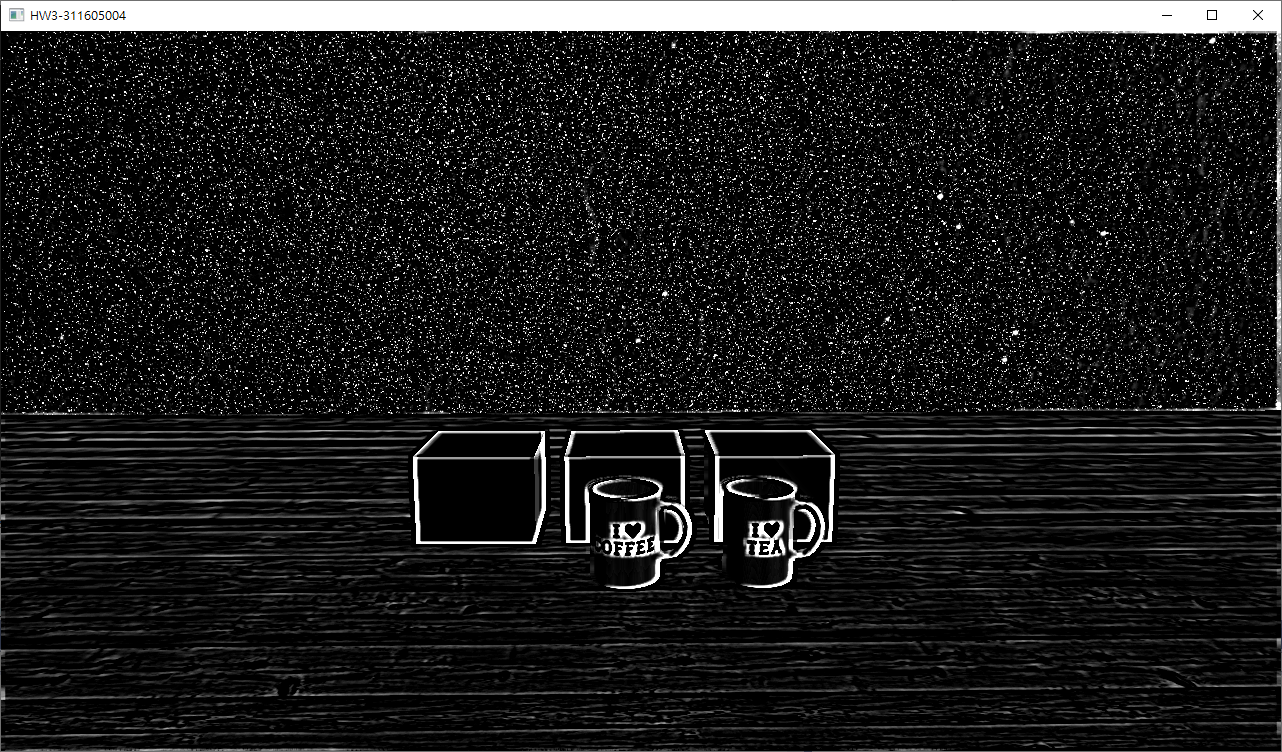 HW3-311605004
I ♥
COFFEE
I ♥
TEA